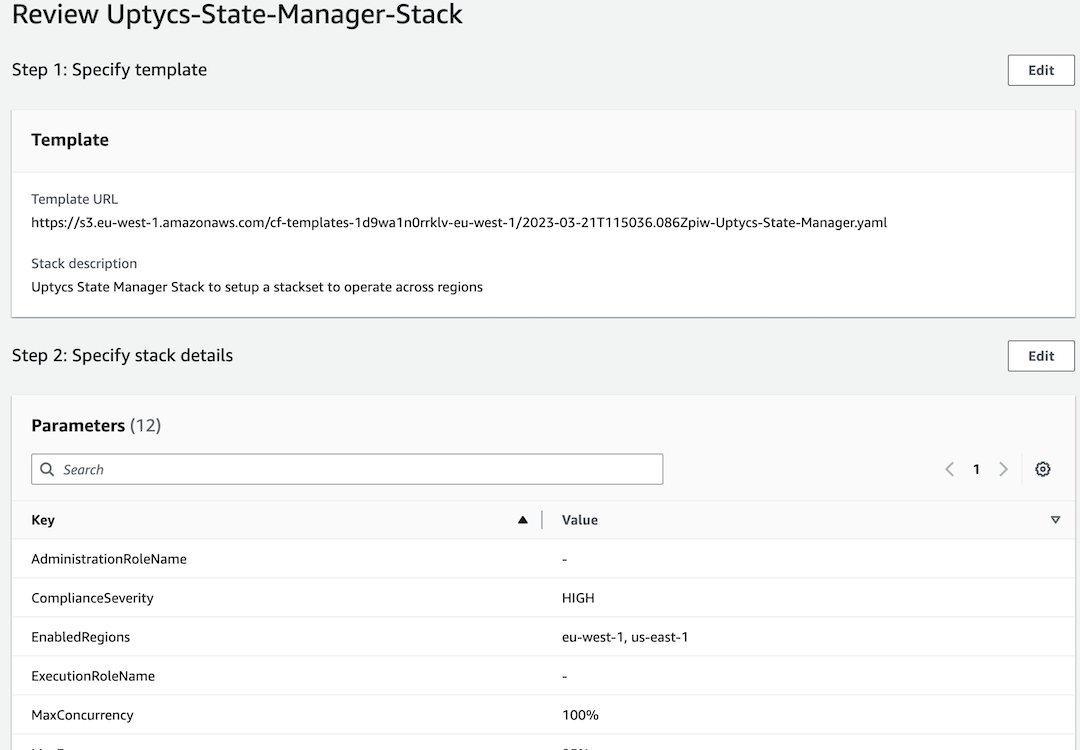 Review Uptycs-State-Manager-Stack
Step 1: Specify template
Edit
Template
Template URL
https://s3.eu-west-1.amazonaws.com/cf-templates-1d9wa1n0rrklv-eu-west-1/2023-03-21T115036.086Zpiw-Uptycs-State-Manager.yaml
Stack description
Uptycs State Manager Stack to setup a stackset to operate across regions
Step 2: Specify stack details
Edit
Parameters (12)
Search
1
Key Value
AdministrationRoleName -
ComplianceSeverity HIGH
EnabledRegions eu-west-1, us-east-1
ExecutionRoleName -
MaxConcurrency 100%